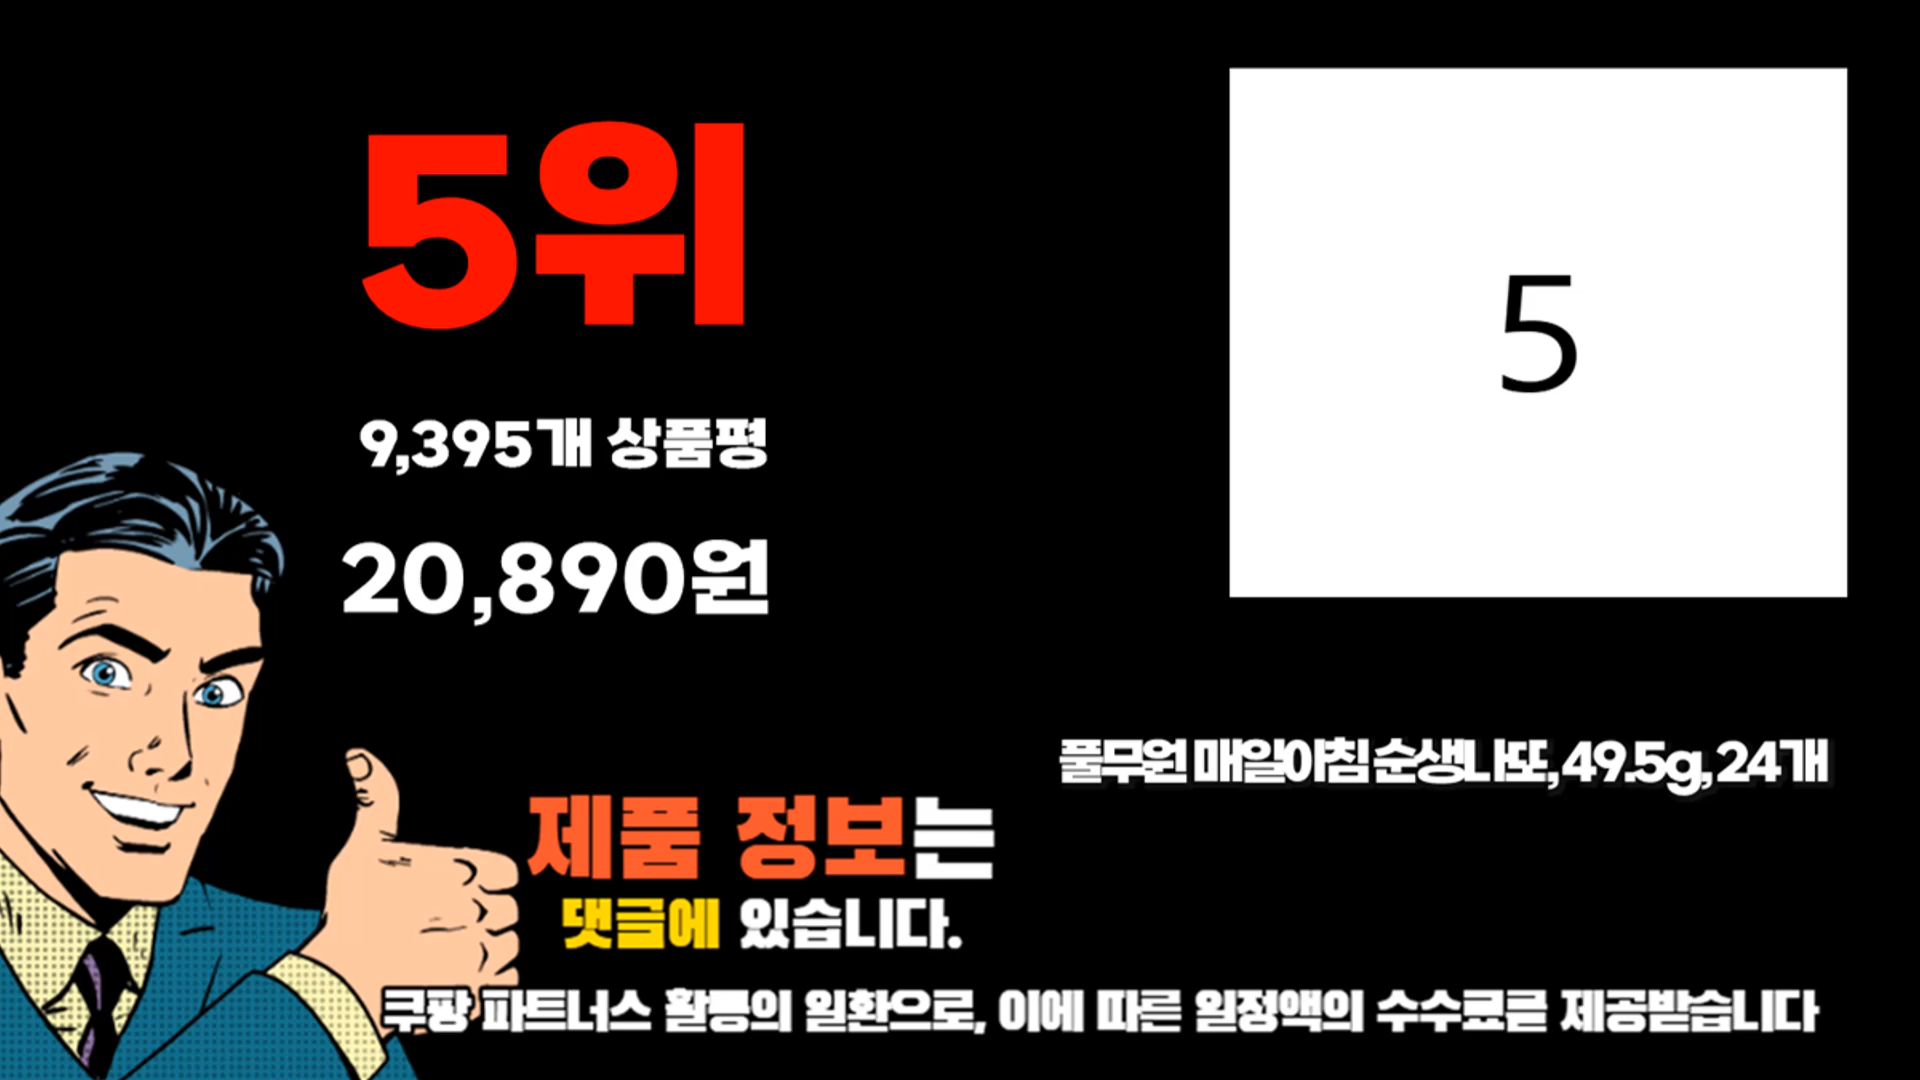 5위
9,395개 상품평
20,890원
5
풀무원 매일아침 순생나또, 49.5g, 24개
제품 정보는
댓글에 있습니다.
쿠팡 파트너스 활동의 일환으로, 이에 따른 일정액의 수수료를 제공받습니다